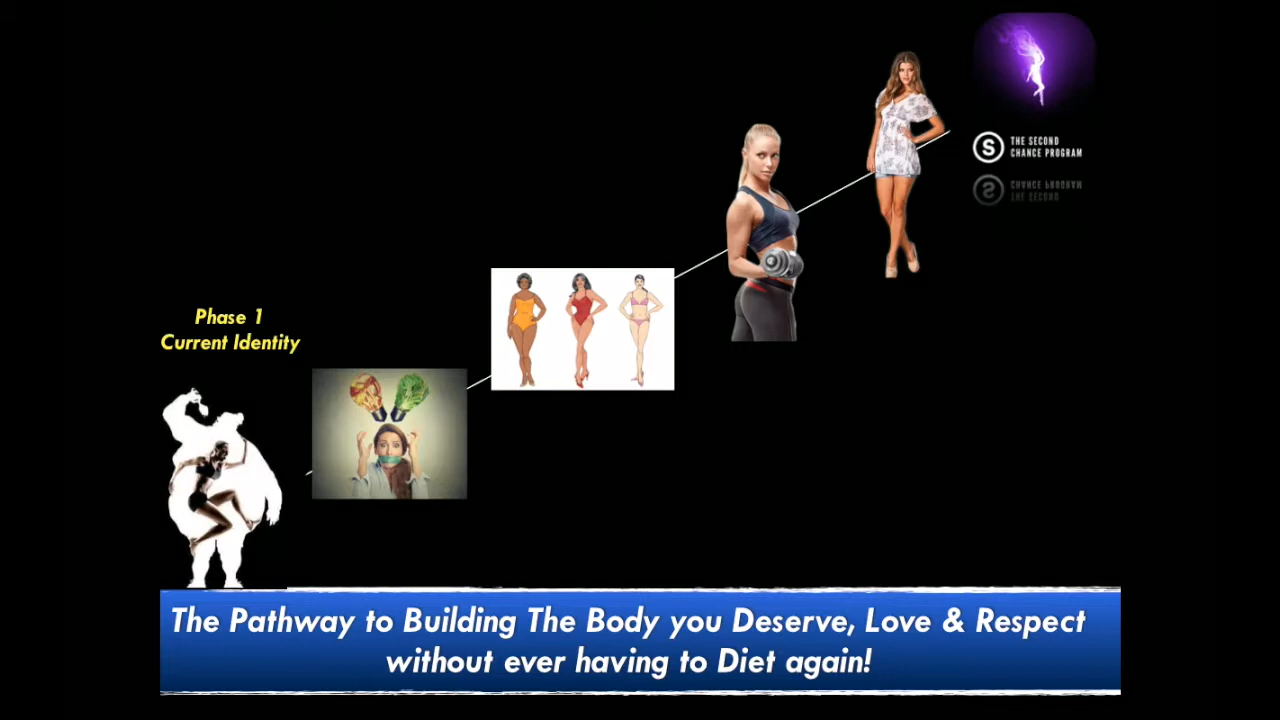 Phase 1
Current Identity
S
THE SECOND
CHANCE PROGRAM
The Pathway to Building The Body you Deserve, Love & Respect
without ever having to Diet again!